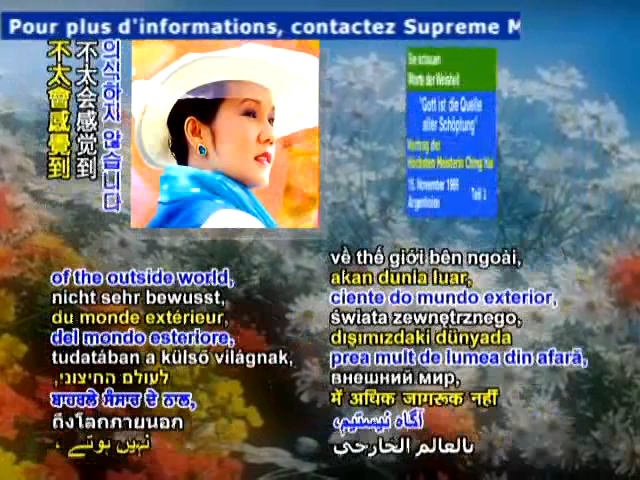 Pour plus d'informations, contactez Supreme M
不太會感覺到
不太会感觉到
의식하지 않습니다
Sie schauen
Worte der Weisheit
"Gott ist die Quelle
aller Schöpfung"
Vortrag der
Höchsten Meisterin Ching Hai
Teil 1
Argentinien
of the outside world,
nicht sehr bewusst,
du monde extérieur,
del mondo esteriore,
tudatában a külső világnak,
לעולם החיצוני,
ਬਾਹਰਲੇ ਸੰਸਾਰ ਦੇ ਨਾਲ,
ถึงโลกภายนอก
نہیں ہوتے ،
về thế giới bên ngoài,
akan dunia luar,
ciente do mundo exterior,
świata zewnętrznego,
dışımızdaki dünyada
prea mult de lumea din afară,
внешний мир,
में अधिक जागरूक नहीं
آگاه نیستیم،
بالعالم الخارجي